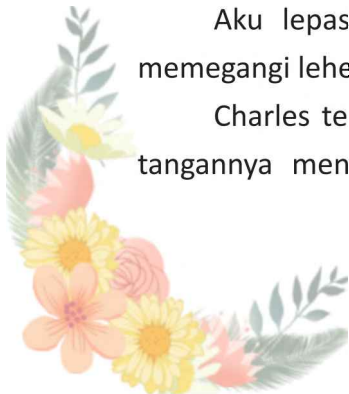 Aku lepas
memegangi lehe
Charles te
tangannya men